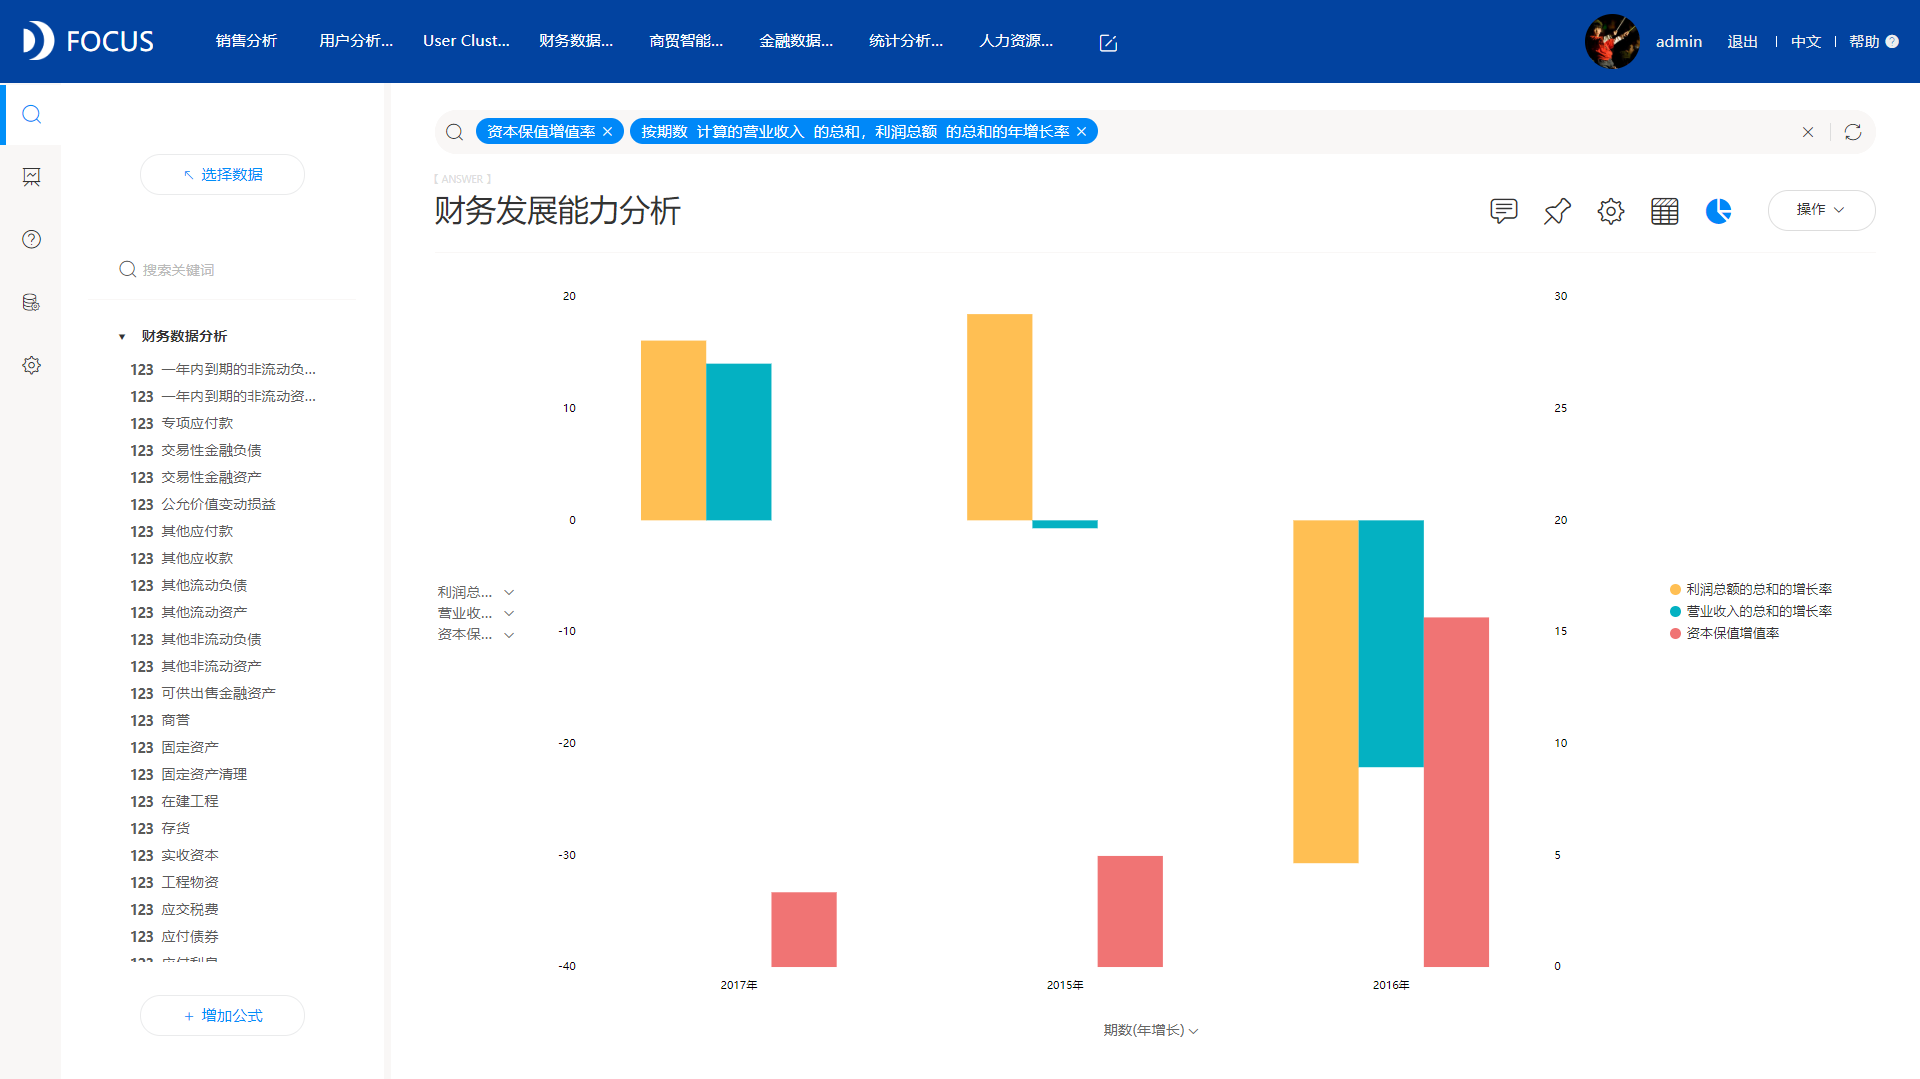 FOCUS
销售分析
用户分析...
User Clust...
财务数据...
商贸智能...
金融数据...
统计分析...
人力资源...
admin
退出
中文
帮助
选择数据
搜索关键词
财务数据分析
123 一年内到期的非流动负...
123 一年内到期的非流动资...
123 专项应付款
123 交易性金融负债
123 交易性金融资产
123 公允价值变动损益
123 其他应付款
123 其他应收款
123 其他流动负债
123 其他流动资产
123 其他非流动负债
123 其他非流动资产
123 可供出售金融资产
123 商誉
123 固定资产
123 固定资产清理
123 在建工程
123 存货
123 实收资本
123 工程物资
123 应交税费
123 应付债券
123 应付利息
+ 增加公式
资本保值增值率 ×
按期数 计算的营业收入 的总和，利润总额 的总和的年增长率 ×
【 ANSWER 】
财务发展能力分析
操作
利润总...
营业收...
资本保...
20
10
0
-10
-20
-30
-40
30
25
20
15
10
5
0
2017年
2015年
2016年
期数(年增长)
利润总额的总和的增长率
营业收入的总和的增长率
资本保值增值率